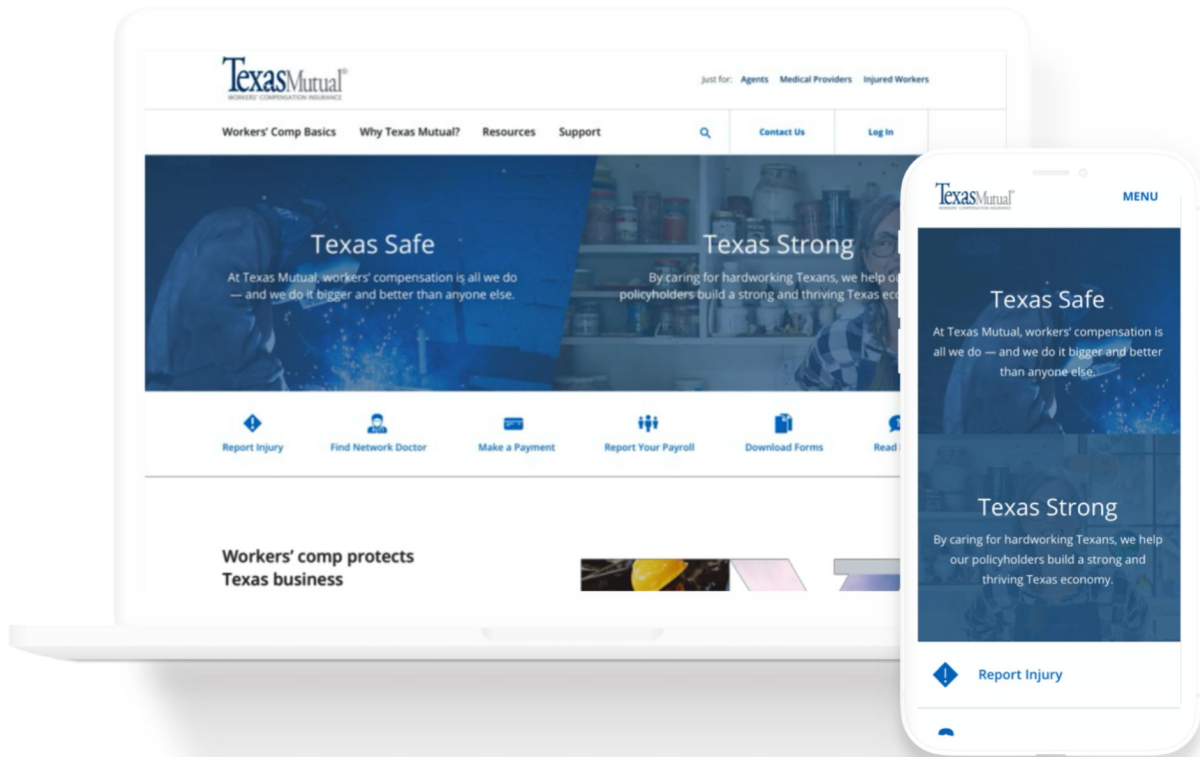 TexasMutual®
WORKERS' COMPENSATION INSURANCE
Just for: Agents Medical Providers Injured Workers
Workers' Comp Basics Why Texas Mutual? Resources Support Contact Us Log In
Texas Safe
At Texas Mutual, workers' compensation is all we do
— and we do it bigger and better than anyone else.
Texas Strong
By caring for hardworking Texans, we help
policyholders build a strong and thriving Texas
Report Injury Find Network Doctor Make a Payment Report Your Payroll Download Forms Read
Workers' comp protects
Texas business
TexasMutual®
WORKERS' COMPENSATION INSURANCE
MENU
Texas Safe
At Texas Mutual, workers' compensation is
all we do — and we do it bigger and better
than anyone else.
Texas Strong
By caring for hardworking Texans, we help
our policyholders build a strong and
thriving Texas economy.
Report Injury